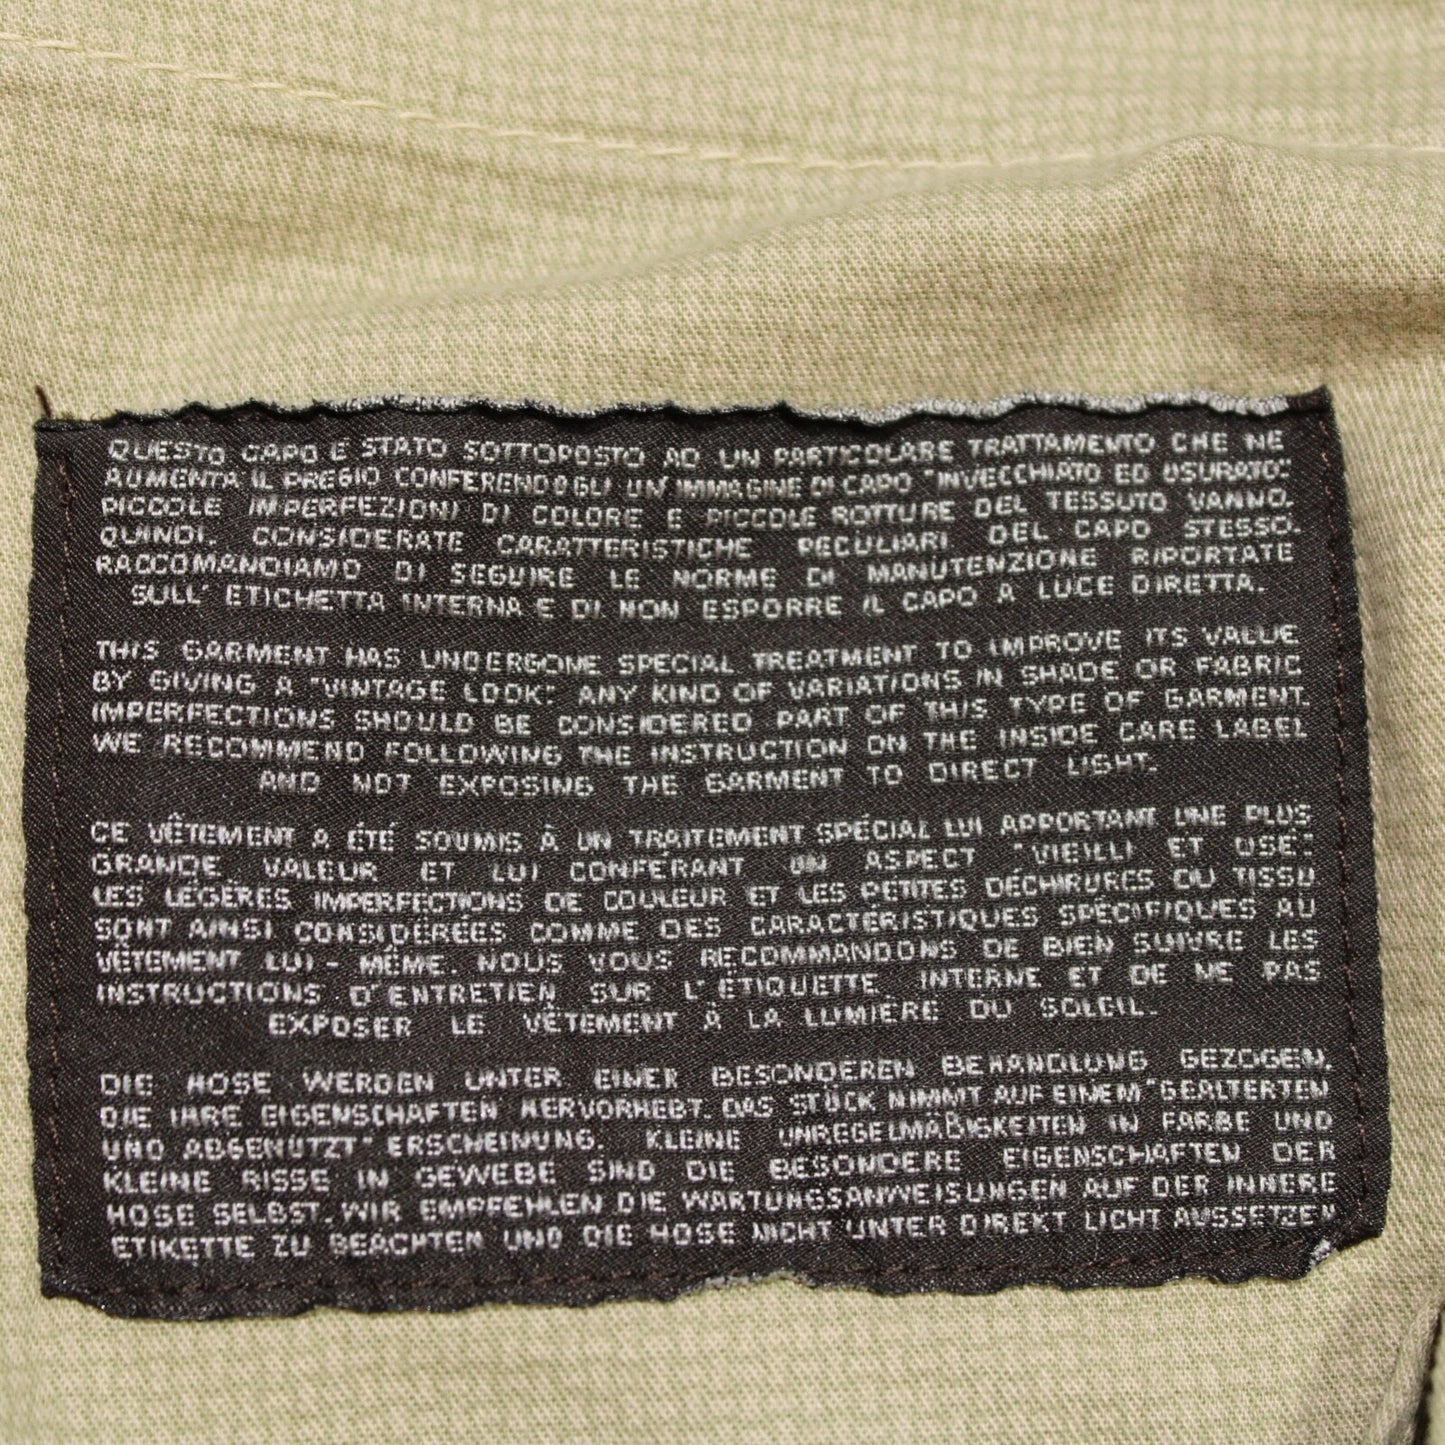 QUESTO CAPO E STATO SOTTOPOSTO AD UN PARTICOLARE TRATTAMENTO CHE NE
AUMENTA IL PREGIO CONFERENDOGLI UN'IMMAGINE DI CAPO "INVECCHIATO ED USURATO".
PICCOLE IMPERFEZIONI DI COLORE E PICCOLE ROTTURE DEL TESSUTO VANNO,
QUINDI, CONSIDERATE CARATTERISTICHE PECULIARI DEL CAPO STESSO.
RACCOMANDIAMO DI SEGUIRE LE NORME DI MANUTENZIONE RIPORTATE
SULL' ETICHETTA INTERNA E DI NON ESPORRE IL CAPO A LUCE DIRETTA.
THIS GARMENT HAS UNDERGONE SPECIAL TREATMENT TO IMPROVE ITS VALUE
BY GIVING A "VINTAGE LOOK". ANY KIND OF VARIATIONS IN SHADE OR FABRIC
IMPERFECTIONS SHOULD BE CONSIDERED PART OF THIS TYPE OF GARMENT.
WE RECOMMEND FOLLOWING THE INSTRUCTION ON THE INSIDE CARE LABEL
AND NOT EXPOSING THE GARMENT TO DIRECT LIGHT.
CE VÊTEMENT A ÉTÉ SOUMIS À UN TRAITEMENT SPÉCIAL LUI APPORTANT UNE PLUS
GRANDE VALEUR ET LUI CONFÉRANT UN ASPECT "VIEILLI ET USÉ".
LES LÉGÈRES IMPERFECTIONS DE COULEUR ET LES PETITES DÉCHIRURES DU TISSU
SONT AINSI CONSIDÉRÉES COMME DES CARACTÉRISTIQUES SPÉCIFIQUES AU
VÊTEMENT LUI - MÊME. NOUS VOUS RECOMMANDONS DE BIEN SUIVRE LES
INSTRUCTIONS D'ENTRETIEN SUR L'ÉTIQUETTE INTERNE ET DE NE PAS
EXPOSER LE VÊTEMENT À LA LUMIÈRE DU SOLEIL.
DIE HOSE WERDEN UNTER EINER BESONDEREN BEHANDLUNG GEZOGEN,
DIE IHRE EIGENSCHAFTEN HERVORHEBT. DAS STÜCK NIMMT AUF EINEM "GEALTERTEN
UND ABGENUTZT" ERSCHEINUNG. KLEINE UNREGELMÄßIGKEITEN IN FARBE UND
KLEINE RISSE IN GEWEBE SIND DIE BESONDERE EIGENSCHAFTEN DER
HOSE SELBST. WIR EMPFEHLEN DIE WARTUNGSANWEISUNGEN AUF DER INNERE
ETIKETTE ZU BEACHTEN UND DIE HOSE NICHT UNTER DIREKT LICHT AUSSETZEN